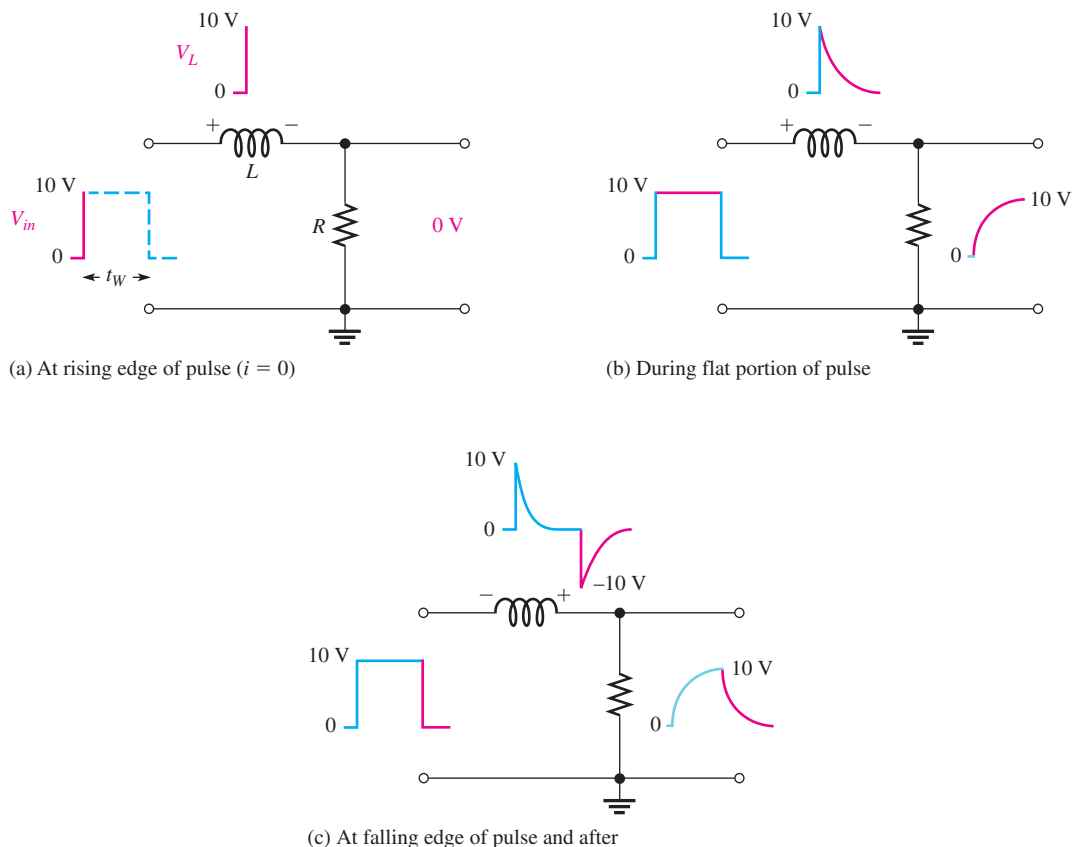 10 V
V_L
0
+ −
L
10 V
V_in
0
t_W
R
0 V
(a) At rising edge of pulse (i = 0)
10 V
0
+ −
10 V
0
10 V
0
(b) During flat portion of pulse
10 V
0
–10 V
− +
10 V
0
10 V
0
(c) At falling edge of pulse and after